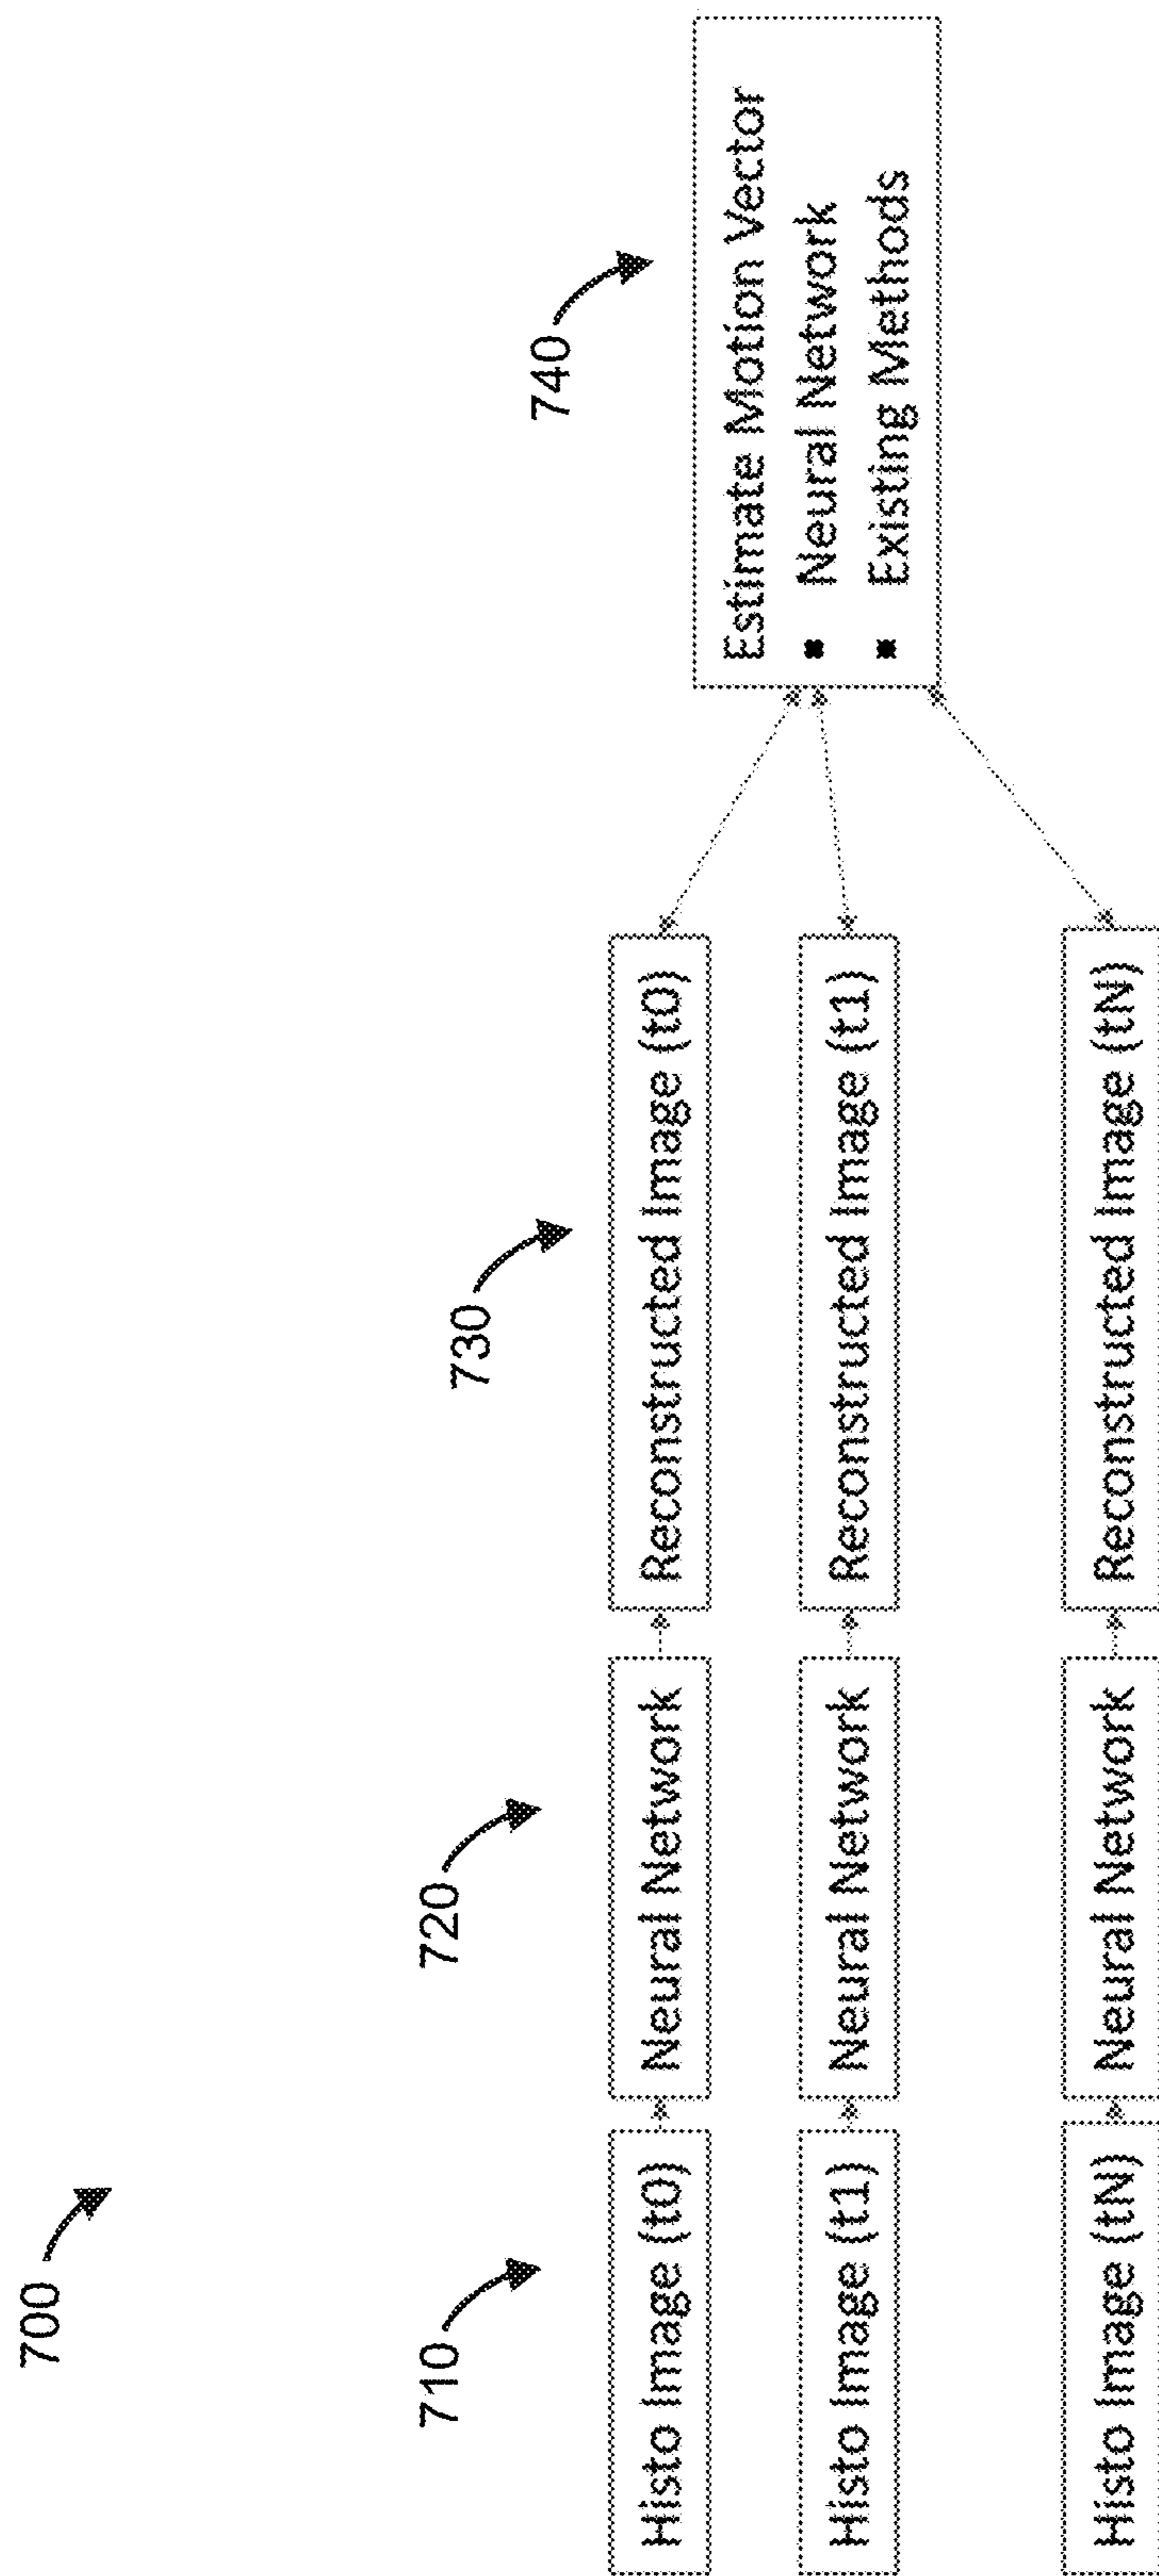 700
710
720
730
740
Histo Image (t0)
Neural Network
Reconstructed Image (t0)
Histo Image (t1)
Neural Network
Reconstructed Image (t1)
Histo Image (tN)
Neural Network
Reconstructed Image (tN)
Estimate Motion Vector
▪ Neural Network
▪ Existing Methods